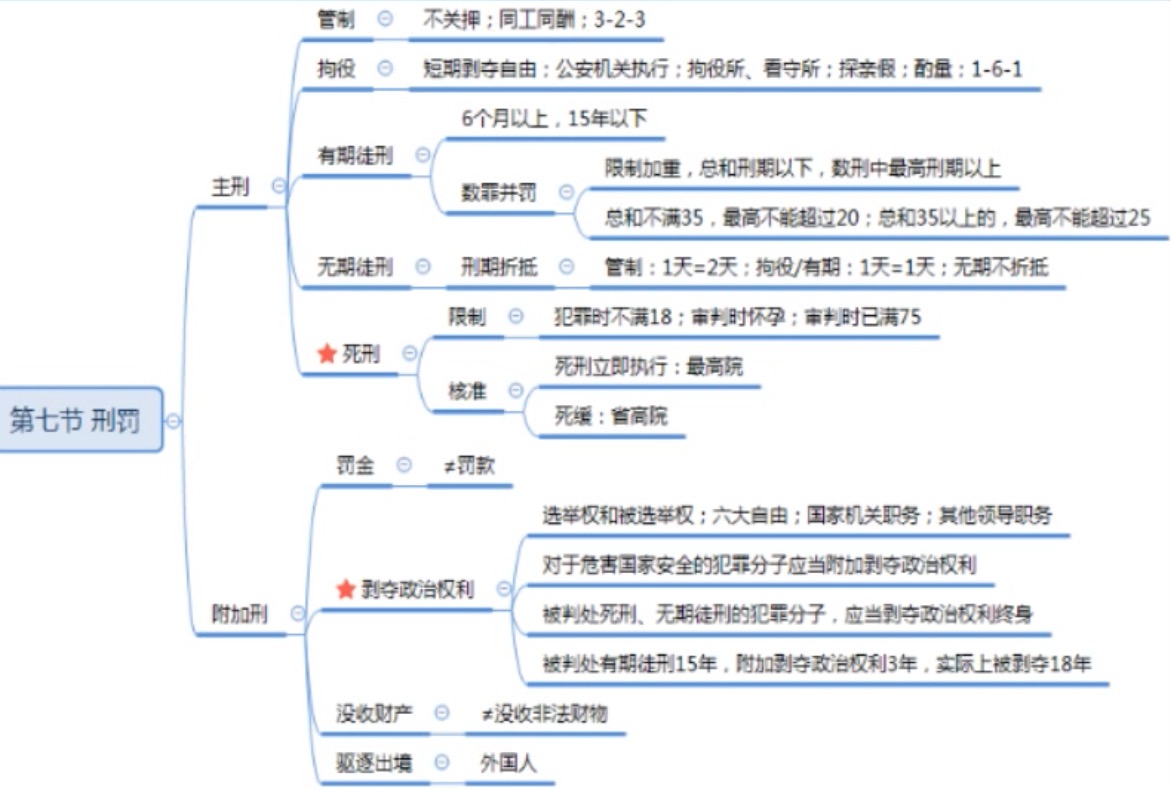 第七节 刑罚
主刑
管制
不关押；同工同酬；3-2-3
拘役
短期剥夺自由；公安机关执行；拘役所、看守所；探亲假；酌量；1-6-1
有期徒刑
6个月以上，15年以下
数罪并罚
限制加重，总和刑期以下，数刑中最高刑期以上
总和不满35，最高不能超过20；总和35以上的，最高不能超过25
无期徒刑
刑期折抵
管制：1天=2天；拘役/有期：1天=1天；无期不折抵
死刑
限制
犯罪时不满18；审判时怀孕；审判时已满75
核准
死刑立即执行：最高院
死缓：省高院
附加刑
罚金
≠罚款
剥夺政治权利
选举权和被选举权；六大自由；国家机关职务；其他领导职务
对于危害国家安全的犯罪分子应当附加剥夺政治权利
被判处死刑、无期徒刑的犯罪分子，应当剥夺政治权利终身
被判处有期徒刑15年，附加剥夺政治权利3年，实际上被剥夺18年
没收财产
≠没收非法财物
驱逐出境
外国人